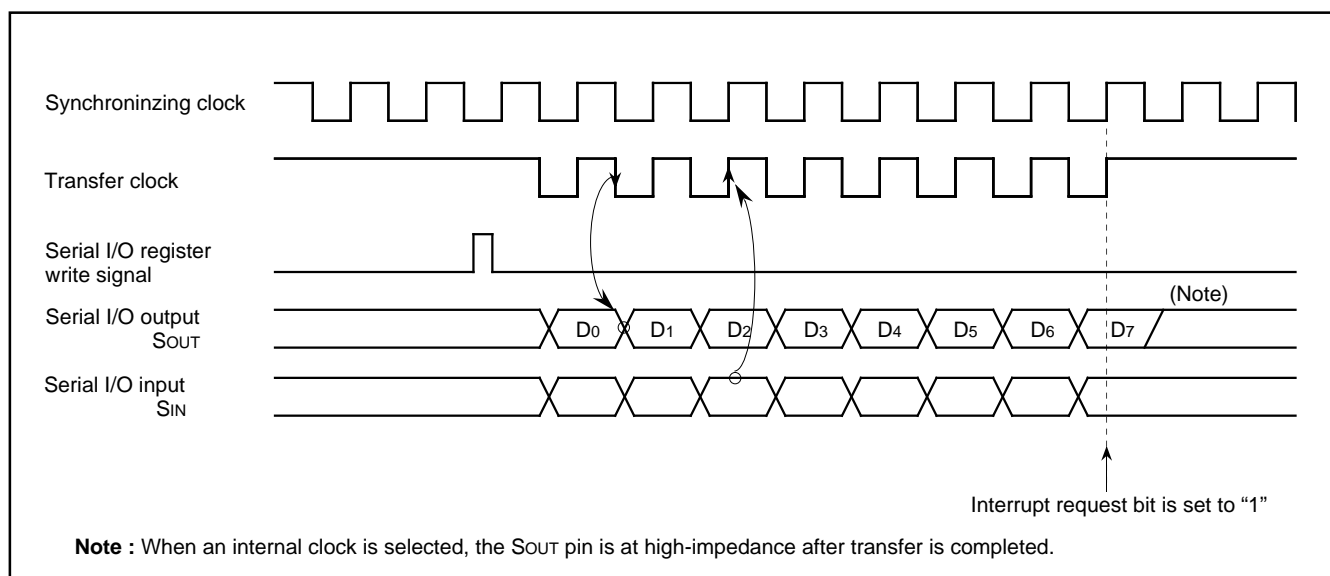 Synchroninzing clock
Transfer clock
Serial I/O register
write signal
(Note)
Serial I/O output
SOUT
D0 D1 D2 D3 D4 D5 D6 D7
Serial I/O input
SIN
Interrupt request bit is set to “1”
Note : When an internal clock is selected, the SOUT pin is at high-impedance after transfer is completed.